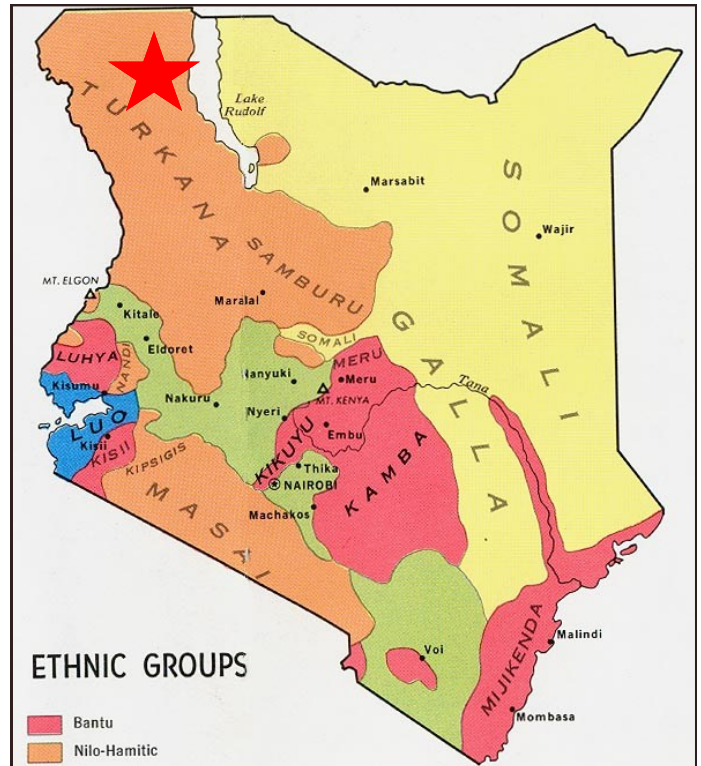 Lake
Rudolf
TURKANA
SOMALI
Marsabit
Wajir
SAMBURU
MT. ELGON
Maralal
Kitale
GALLA
SOMALI
Eldoret
LUHYA
NANDI
MERU
Nanyuki
Meru
Tana
Kisumu
MT. KENYA
Nakuru
Nyeri
LUO
Embu
Kisii
KISII
KIKUYU
KAMBA
KIPSIGIS
Thika
NAIROBI
MASAI
Machakos
Malindi
Voi
MIJIKENDA
Mombasa
ETHNIC GROUPS
Bantu
Nilo-Hamitic